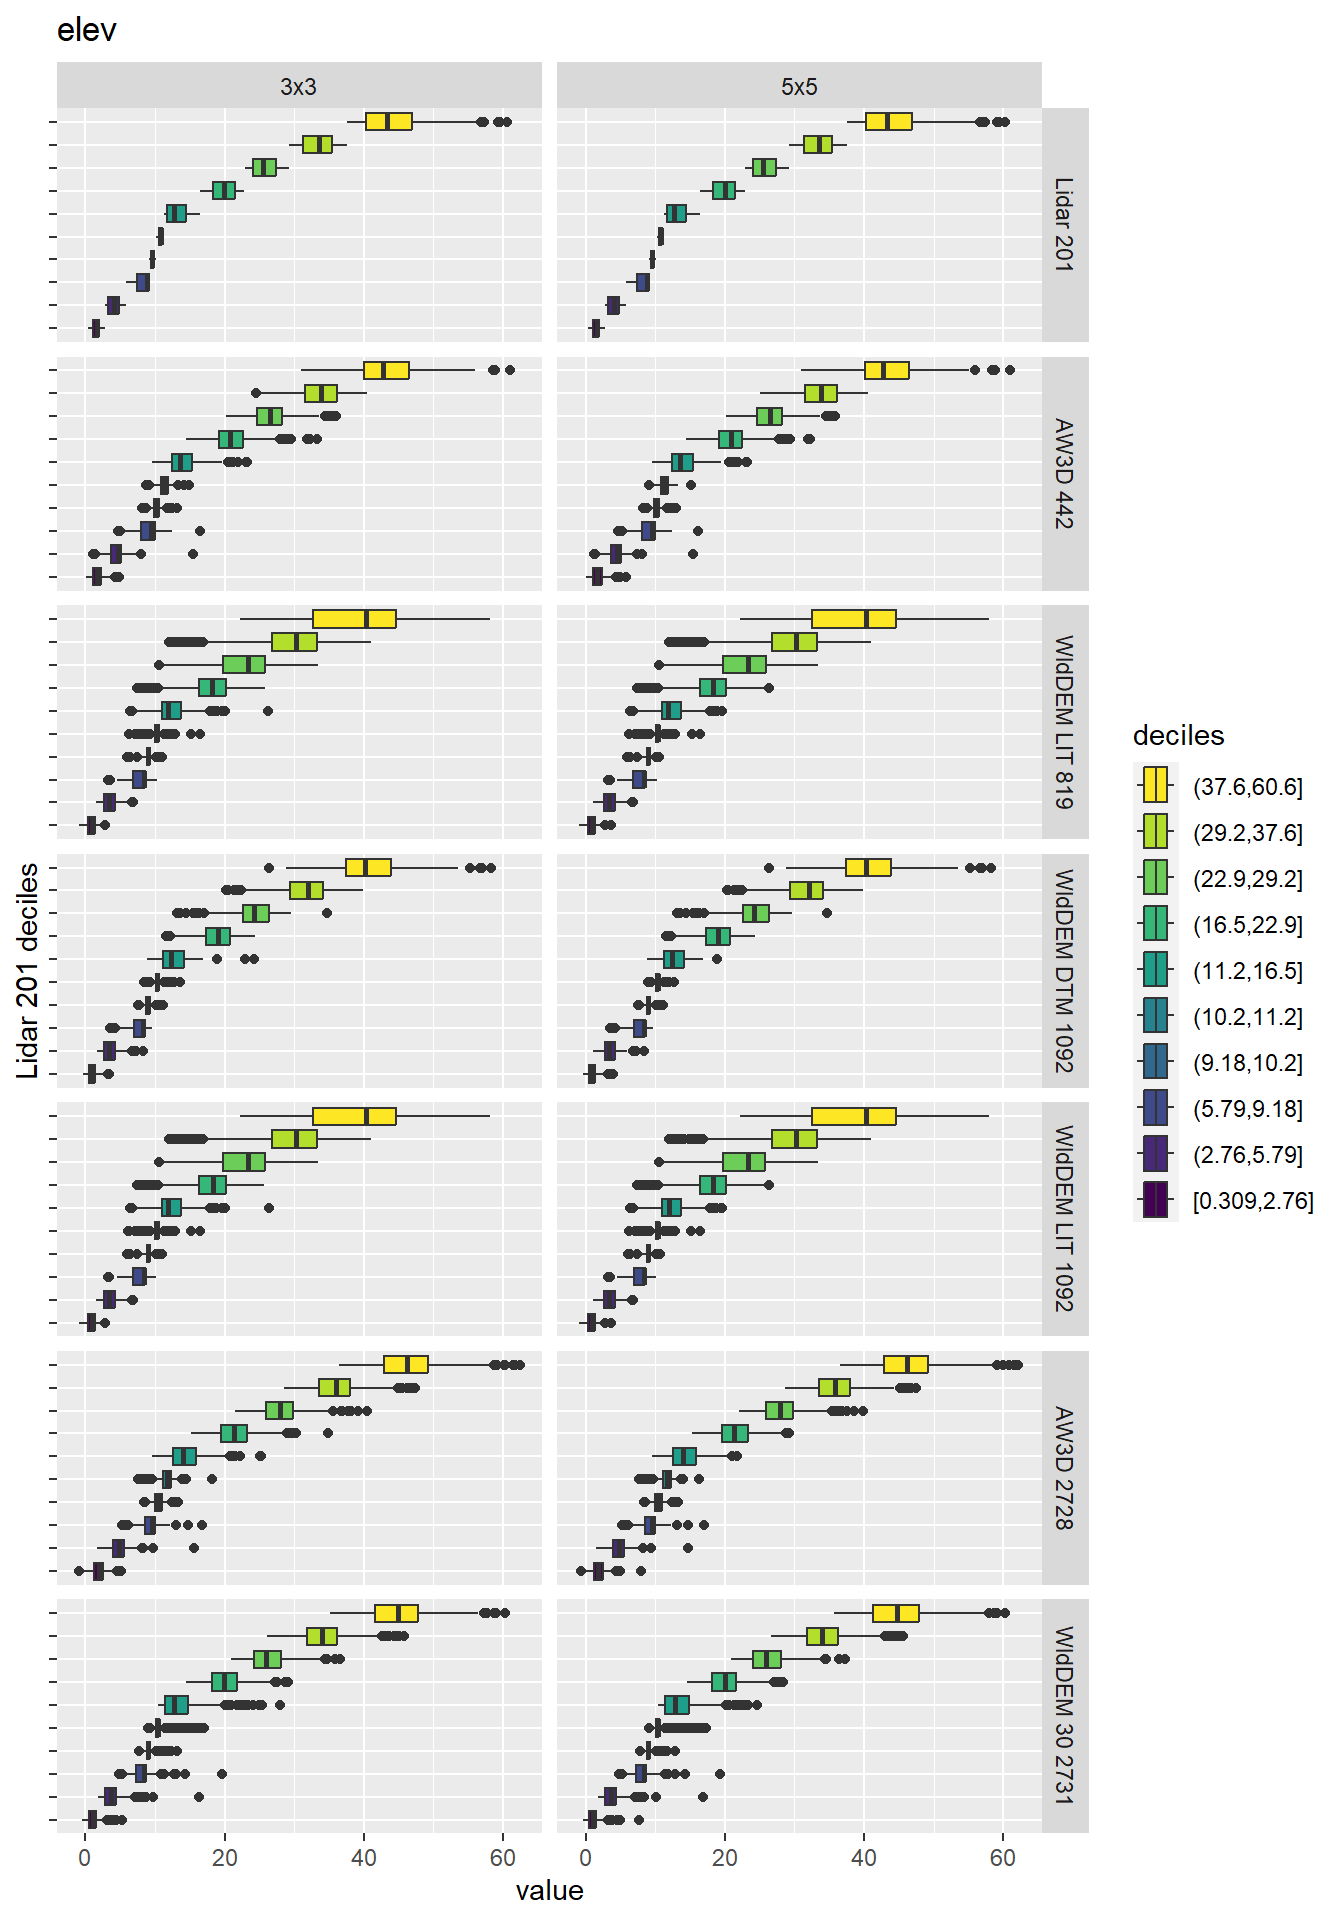 elev
3x3
5x5
Lidar 201
AW3D 442
WldDEM LIT 819
WldDEM DTM 1092
WldDEM LIT 1092
AW3D 2728
WldDEM 30 2731
Lidar 201 deciles
0
20
40
60
0
20
40
60
value
deciles
(37.6,60.6]
(29.2,37.6]
(22.9,29.2]
(16.5,22.9]
(11.2,16.5]
(10.2,11.2]
(9.18,10.2]
(5.79,9.18]
(2.76,5.79]
[0.309,2.76]